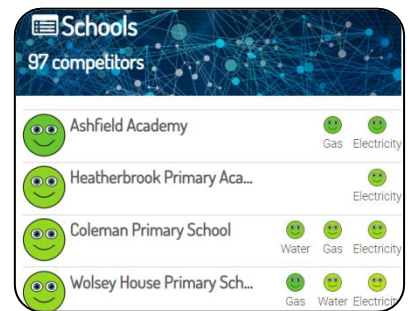 Schools
97 competitors
Ashfield Academy
Gas Electricity
Heatherbrook Primary Aca...
Electricity
Coleman Primary School
Water Gas Electricity
Wolsey House Primary Sch...
Gas Water Electricity